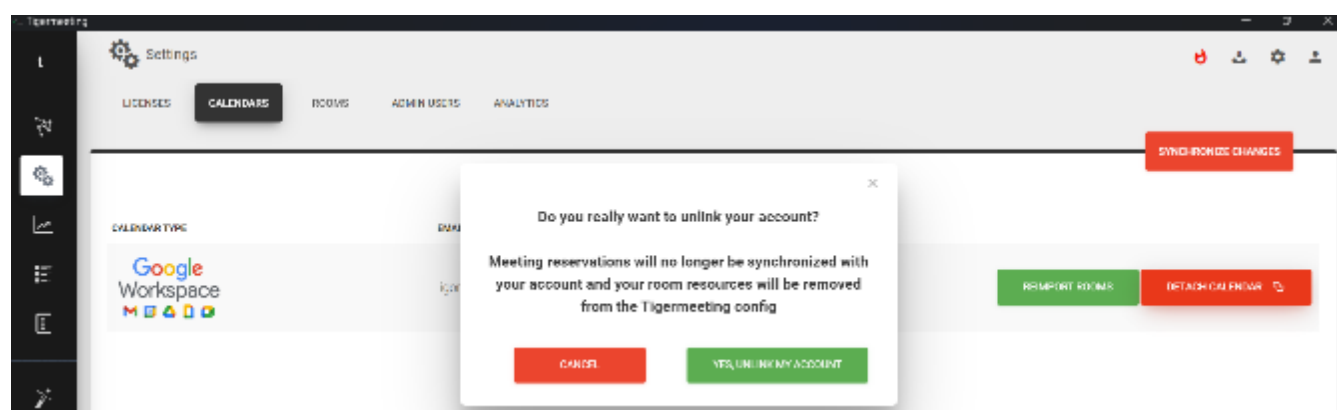 Tigermeeting
Settings
LICENSES CALENDARS ROOMS ADMIN USERS ANALYTICS
SYNCHRONIZE CHANGES
Do you really want to unlink your account?
CALENDAR TYPE
Meeting reservations will no longer be synchronized with
your account and your room resources will be removed
from the Tigermeeting config
Google
Workspace
REIMPORT ROOMS DETACH CALENDAR
CANCEL YES, UNLINK MY ACCOUNT